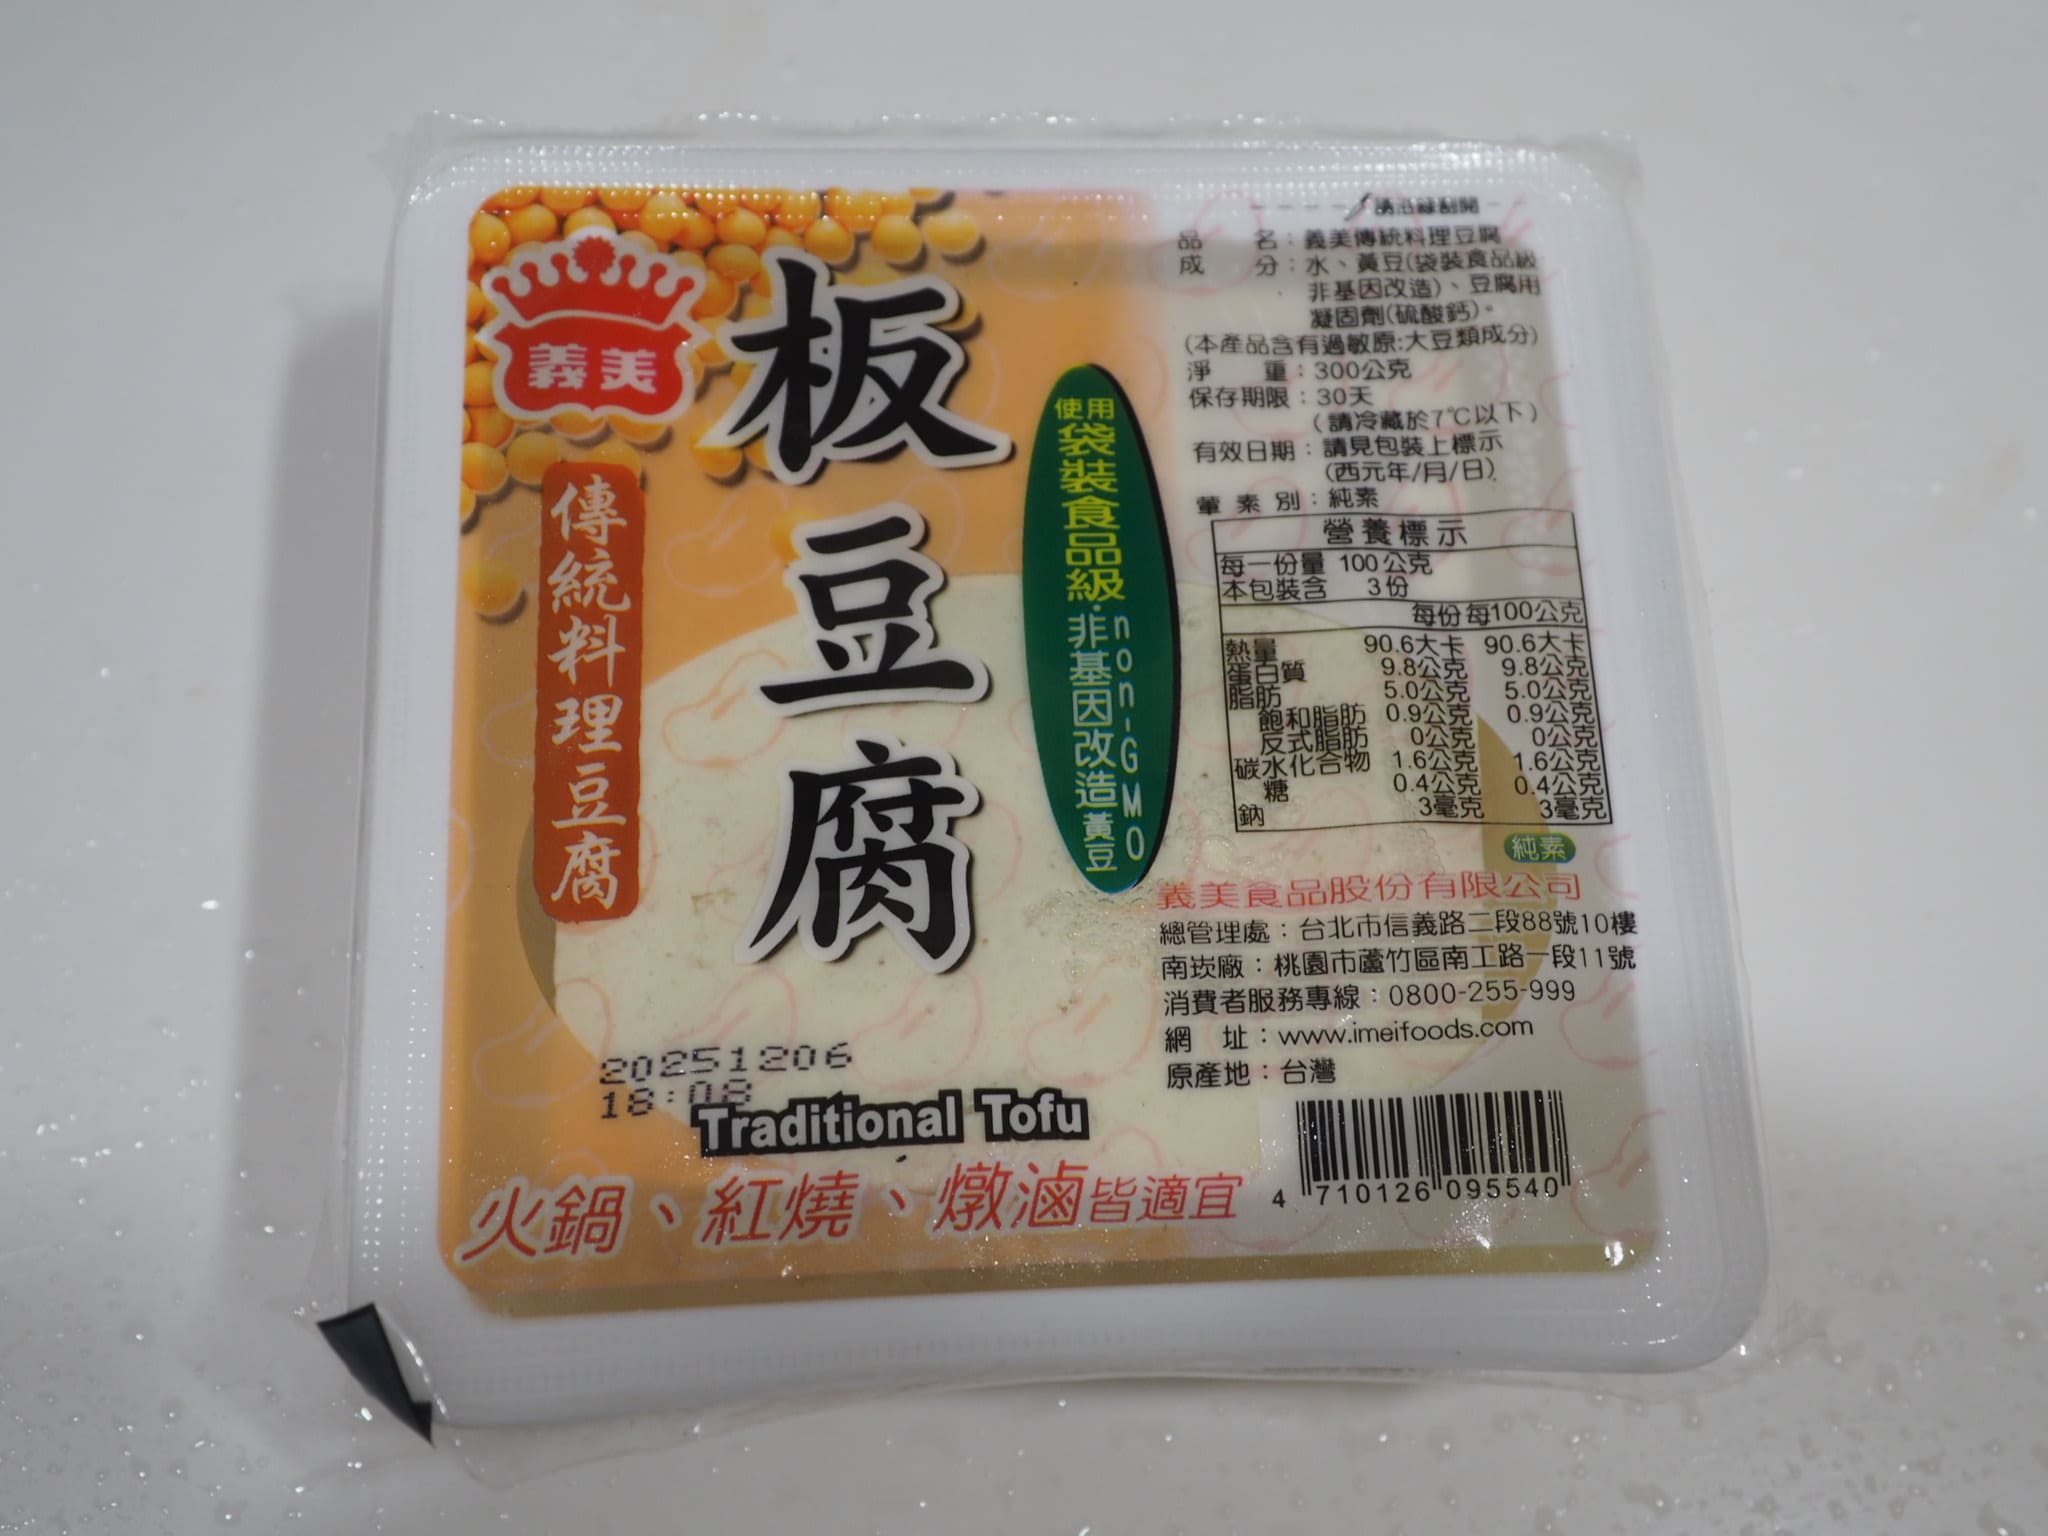 義美
板豆腐
傳統料理豆腐
使用
袋裝食品級·非基因改造黃豆
non-GMO
20251206
18:08
Traditional Tofu
火鍋、紅燒、燉滷皆適宜
請沿線割開
品 名：義美傳統料理豆腐
成 分：水、黃豆(袋裝食品級
非基因改造)、豆腐用
凝固劑(硫酸鈣)。
(本產品含有過敏原:大豆類成分)
淨 重：300公克
保存期限：30天
(請冷藏於7℃以下)
有效日期：請見包裝上標示
(西元年/月/日)
葷素別：純素
營養標示
每一份量 100公克
本包裝含 3份
每份 每100公克
熱量 90.6大卡 90.6大卡
蛋白質 9.8公克 9.8公克
脂肪 5.0公克 5.0公克
飽和脂肪 0.9公克 0.9公克
反式脂肪 0公克 0公克
碳水化合物 1.6公克 1.6公克
糖 0.4公克 0.4公克
鈉 3毫克 3毫克
純素
義美食品股份有限公司
總管理處：台北市信義路二段88號10樓
南崁廠：桃園市蘆竹區南工路一段11號
消費者服務專線：0800-255-999
網 址：www.imeifoods.com
原產地：台灣
4 710126 095540